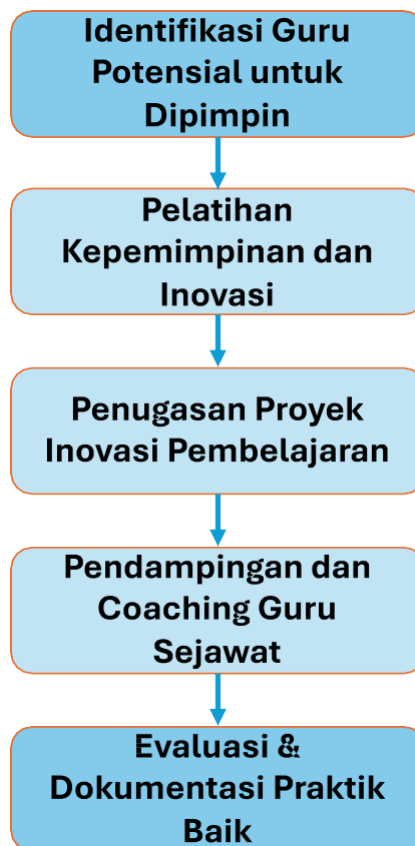 Identifikasi Guru
Potensial untuk
Dipimpin
Pelatihan
Kepemimpinan dan
Inovasi
Penugasan Proyek
Inovasi Pembelajaran
Pendampingan dan
Coaching Guru
Sejawat
Evaluasi &
Dokumentasi Praktik
Baik